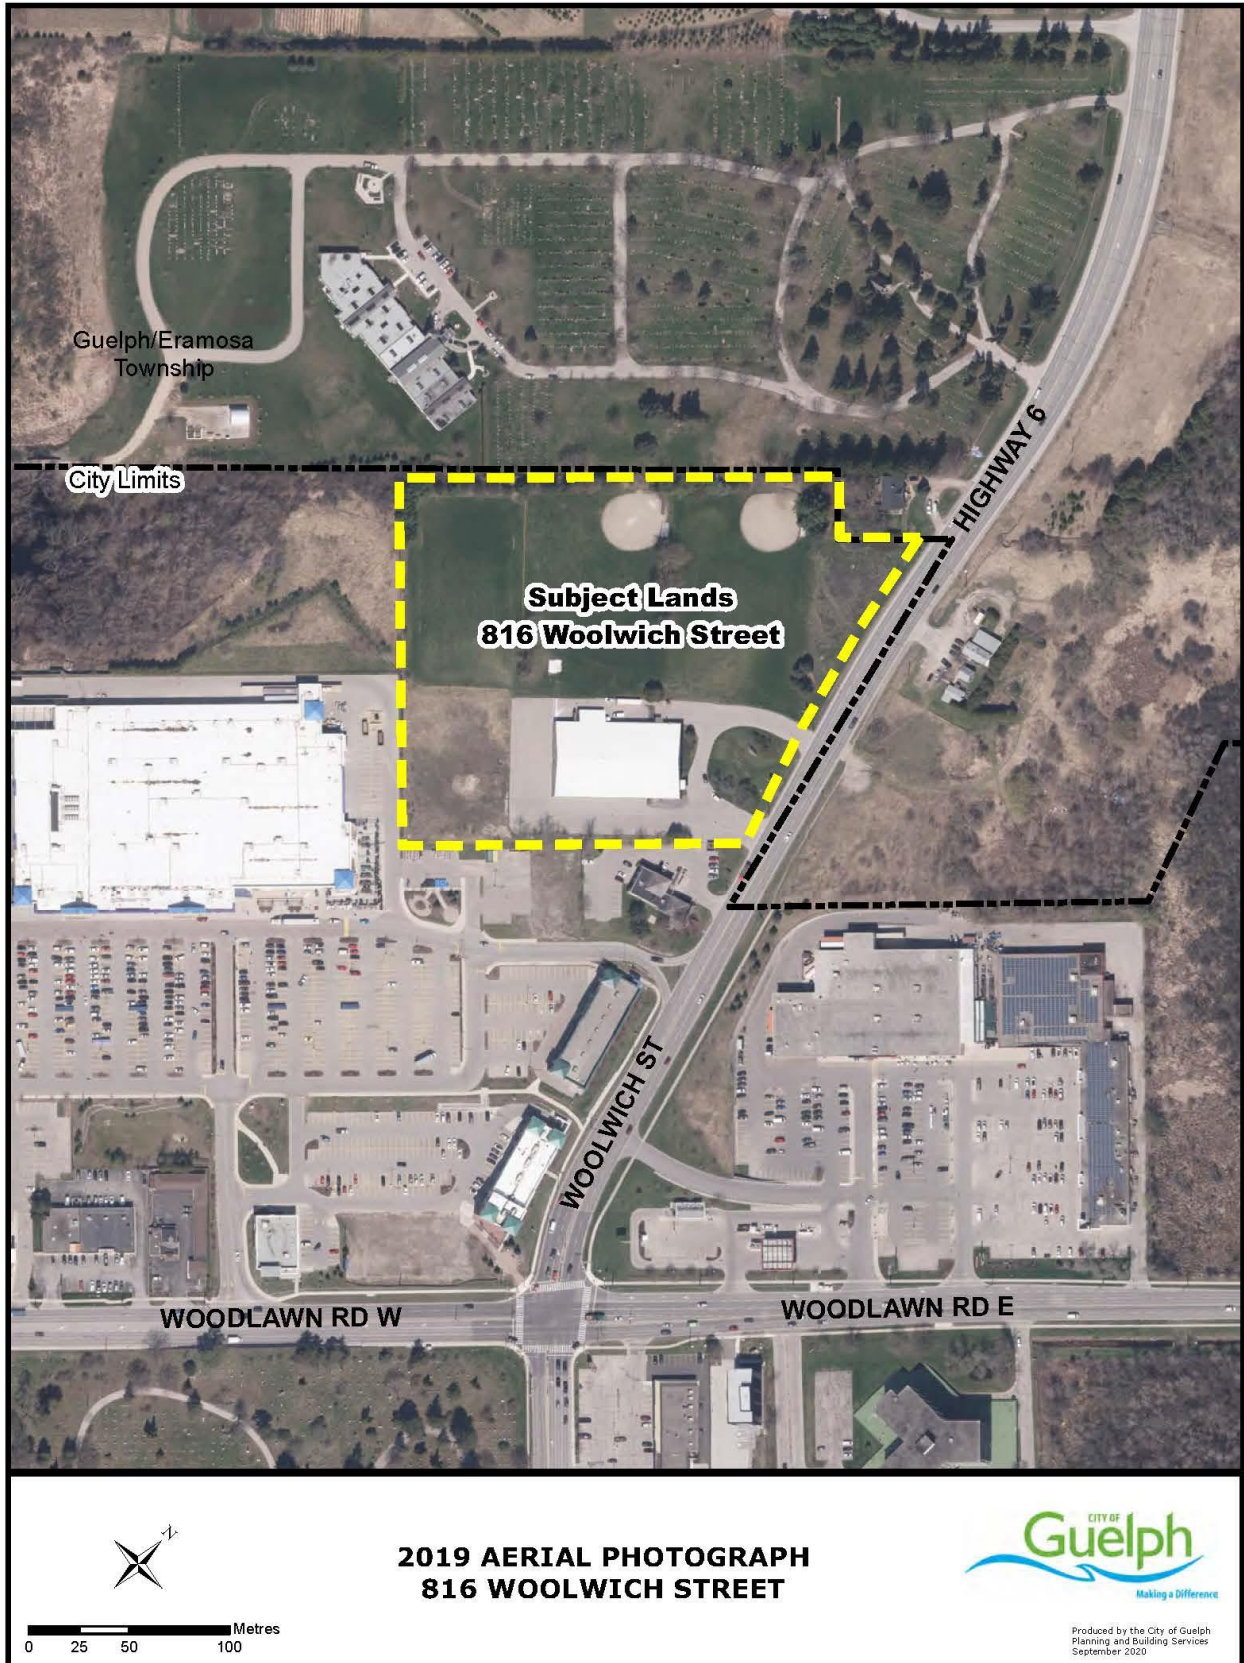 Guelph/Eramosa
Township
City Limits
HIGHWAY 6
Subject Lands
816 Woolwich Street
WOOLWICH ST
WOODLAWN RD W
WOODLAWN RD E
N
2019 AERIAL PHOTOGRAPH
816 WOOLWICH STREET
CITY OF
Guelph
Making a Difference
Metres
0 25 50 100
Produced by the City of Guelph
Planning and Building Services
September 2020